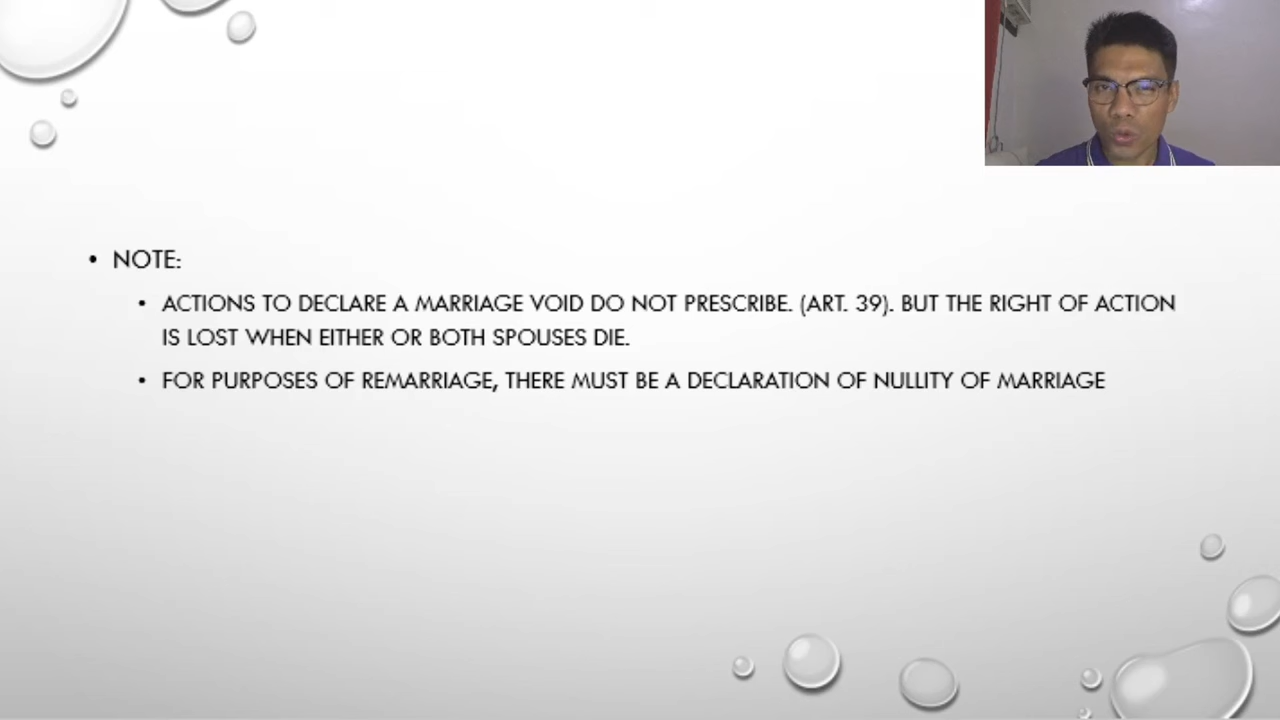 • NOTE:
• ACTIONS TO DECLARE A MARRIAGE VOID DO NOT PRESCRIBE. (ART. 39). BUT THE RIGHT OF ACTION
IS LOST WHEN EITHER OR BOTH SPOUSES DIE.
• FOR PURPOSES OF REMARRIAGE, THERE MUST BE A DECLARATION OF NULLITY OF MARRIAGE